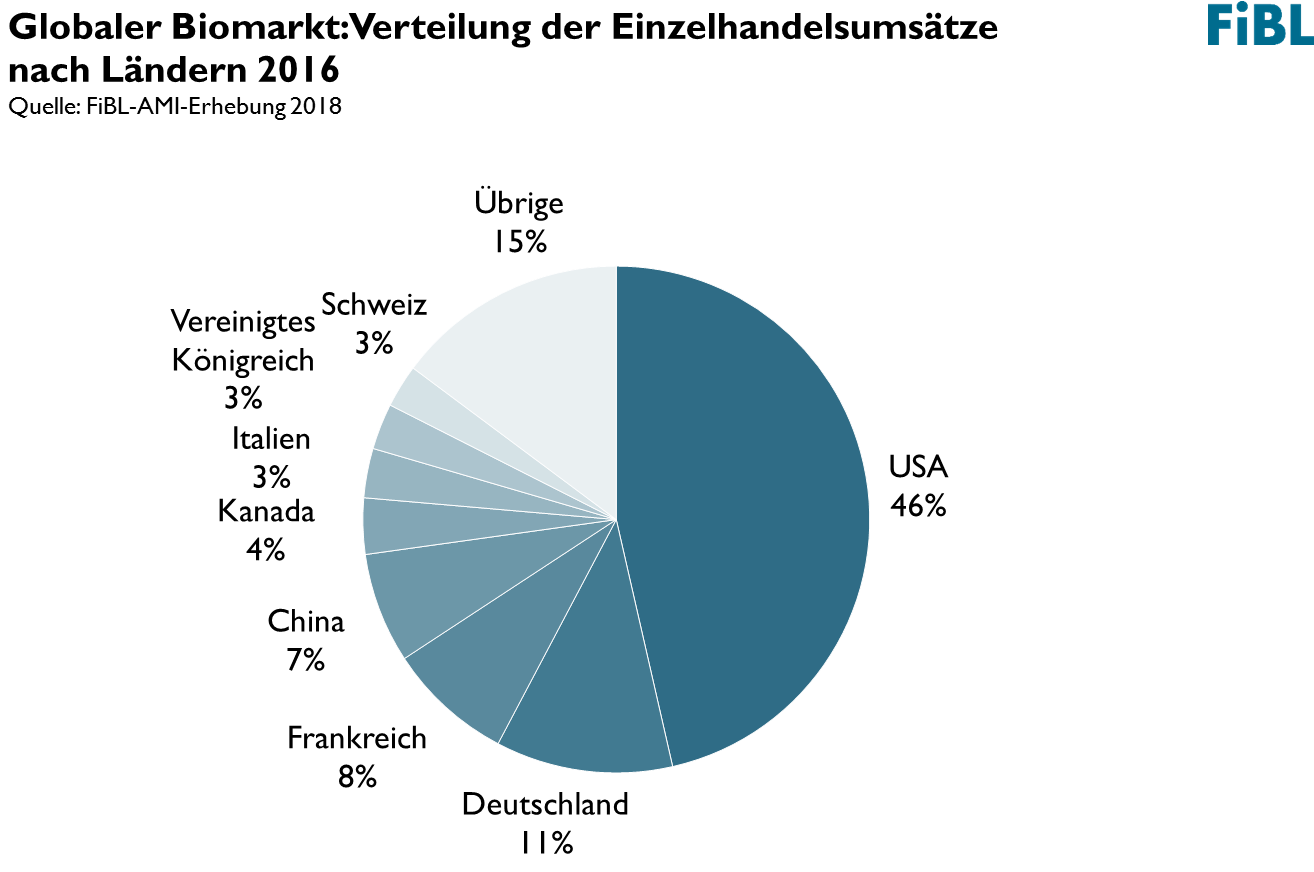 Globaler Biomarkt:Verteilung der Einzelhandelsumsätze
nach Ländern 2016
Quelle: FiBL-AMI-Erhebung 2018
FiBL
Übrige
15%
Schweiz
3%
Vereinigtes
Königreich
3%
Italien
3%
Kanada
4%
China
7%
Frankreich
8%
Deutschland
11%
USA
46%